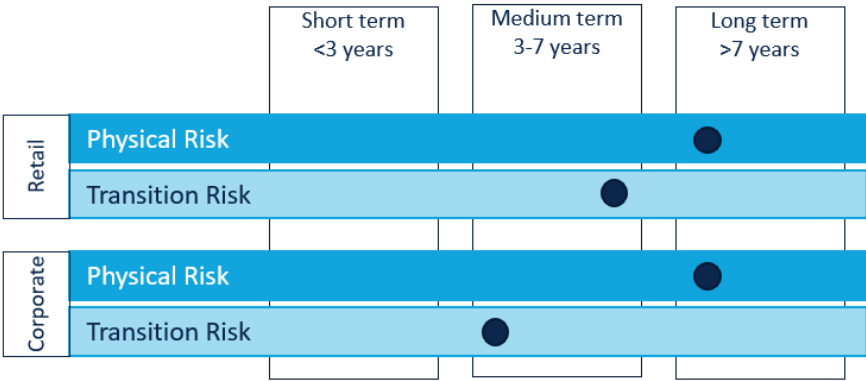 Short term
<3 years
Medium term
3-7 years
Long term
>7 years
Retail
Physical Risk
Transition Risk
Corporate
Physical Risk
Transition Risk